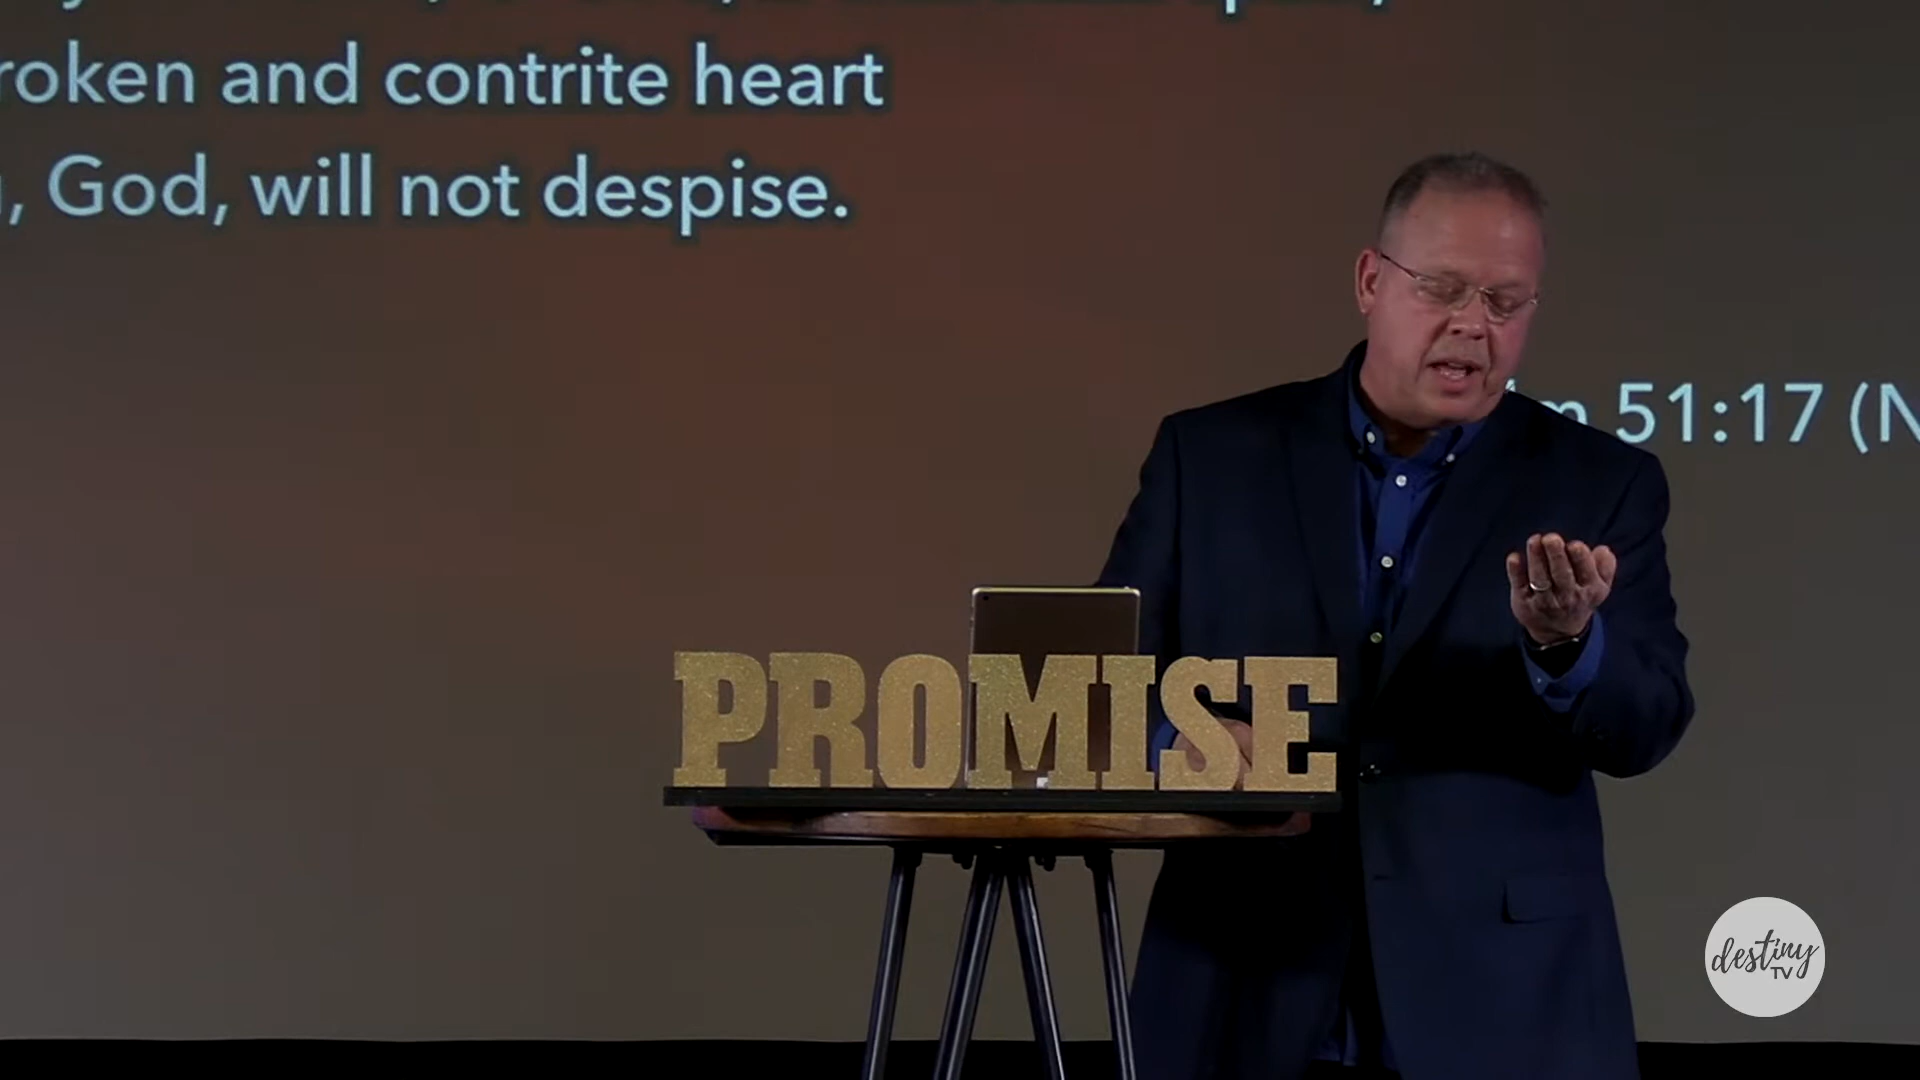 roken and contrite heart
, God, will not despise.
51:17 (N
PROMISE
destiny
TV